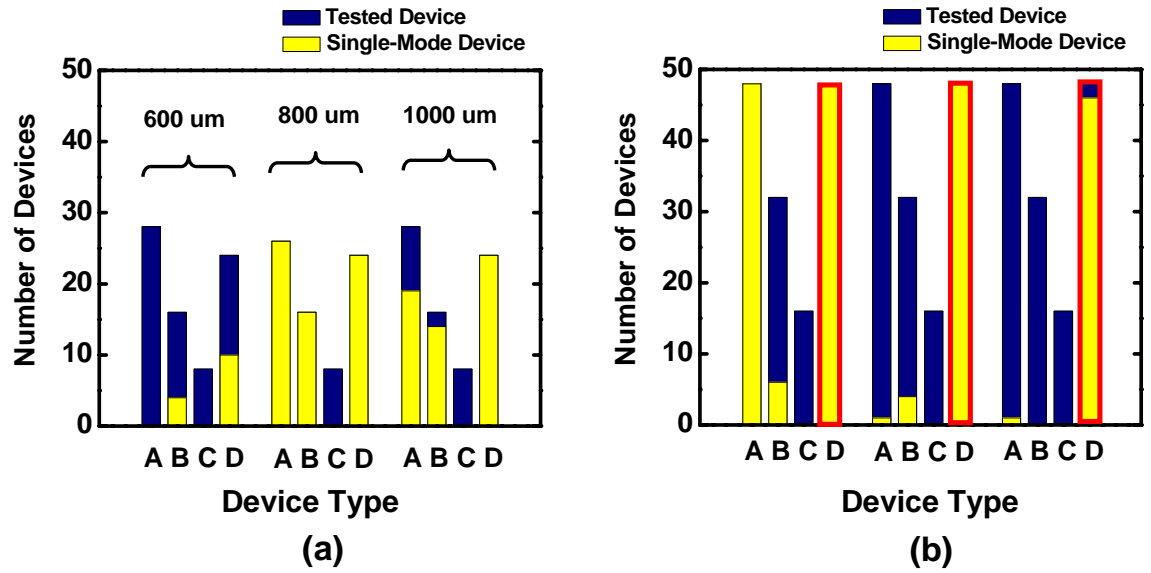 Tested Device
Single-Mode Device
50
40
30
20
10
0
Number of Devices
600 um
800 um
1000 um
A B C D A B C D A B C D
Device Type
(a)
Tested Device
Single-Mode Device
50
40
30
20
10
0
Number of Devices
A B C D A B C D A B C D
Device Type
(b)